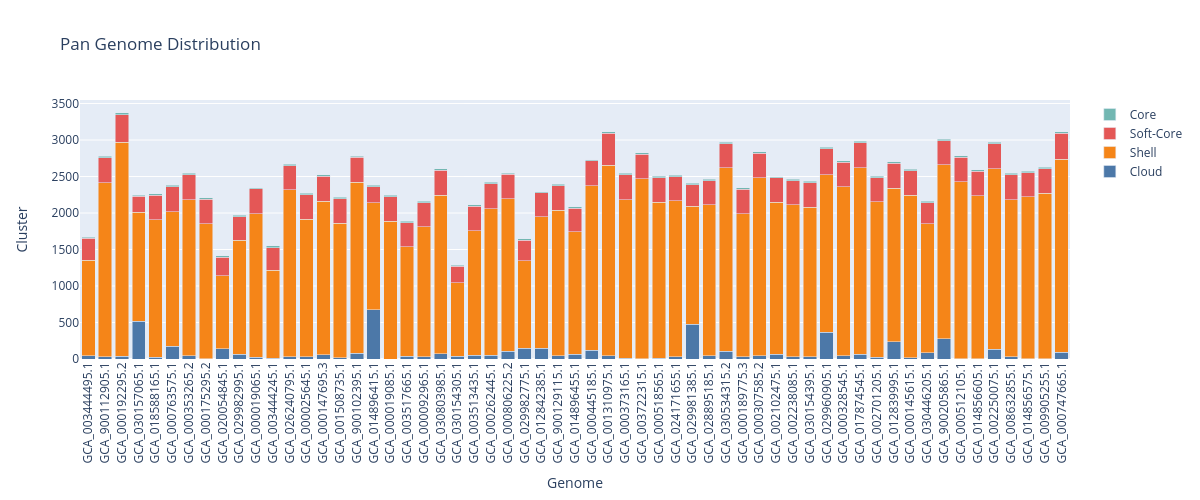 Pan Genome Distribution
Core
Soft-Core
Shell
Cloud
3500
3000
2500
2000
1500
1000
500
0
Cluster
GCA_003444495.1
GCA_900112905.1
GCA_000192295.2
GCA_030157065.1
GCA_018588165.1
GCA_000763575.1
GCA_000353265.2
GCA_000175295.2
GCA_020054845.1
GCA_029982995.1
GCA_000019065.1
GCA_003444245.1
GCA_026240795.1
GCA_000025645.1
GCA_000147695.3
GCA_001508735.1
GCA_900102395.1
GCA_014896415.1
GCA_000019085.1
GCA_003517665.1
GCA_000092965.1
GCA_030803985.1
GCA_030154305.1
GCA_003513435.1
GCA_000262445.1
GCA_000806225.2
GCA_029982775.1
GCA_012842385.1
GCA_900129115.1
GCA_014896455.1
GCA_000445185.1
GCA_001310975.1
GCA_000373165.1
GCA_003722315.1
GCA_000518565.1
GCA_024171655.1
GCA_029981385.1
GCA_028895185.1
GCA_030534315.2
GCA_000189775.3
GCA_000307585.2
GCA_002102475.1
GCA_002238085.1
GCA_030154395.1
GCA_029960905.1
GCA_000328545.1
GCA_017874545.1
GCA_002701205.1
GCA_012839995.1
GCA_000145615.1
GCA_030446205.1
GCA_900205865.1
GCA_000512105.1
GCA_014856605.1
GCA_002250075.1
GCA_008632855.1
GCA_014856575.1
GCA_009905255.1
GCA_000747665.1
Genome